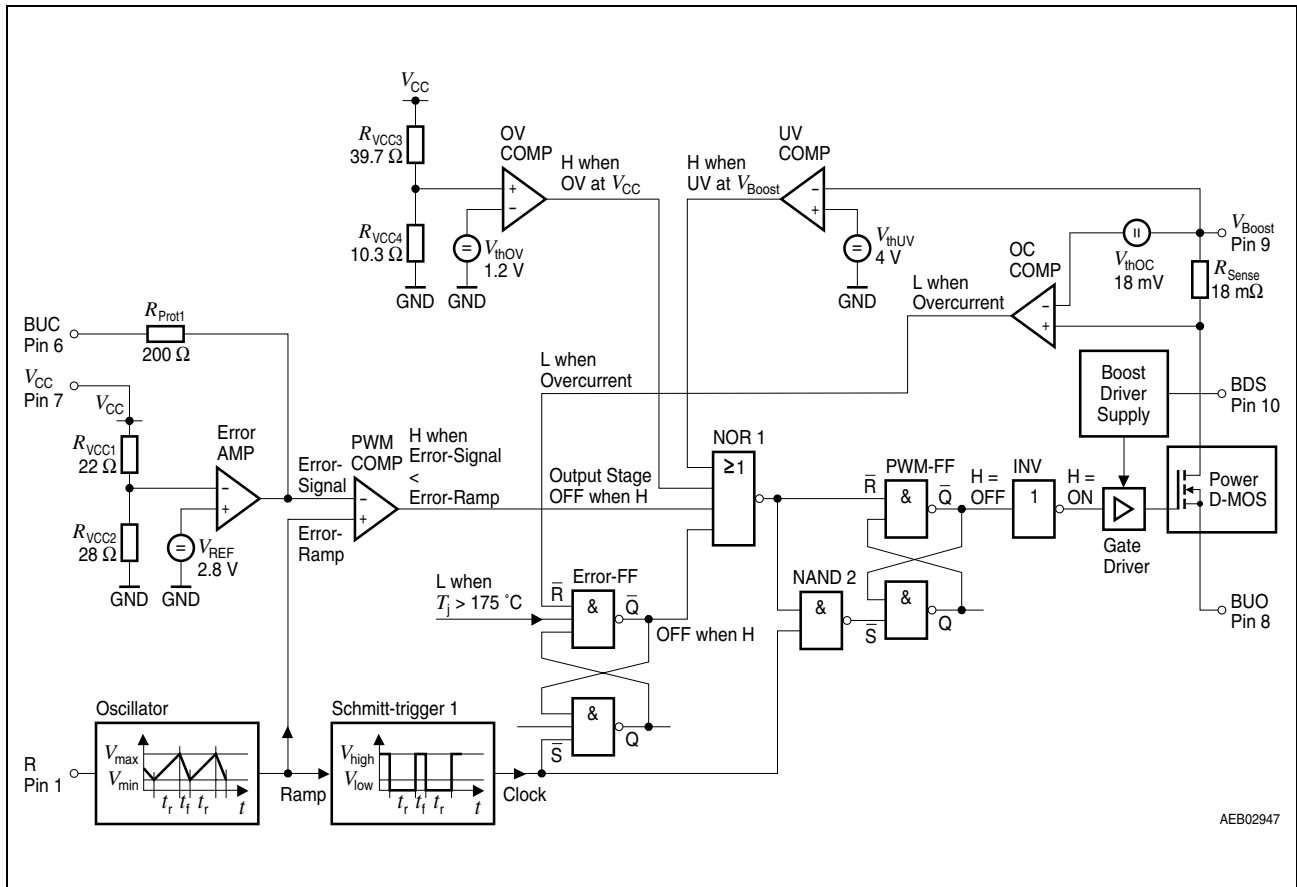 V_CC
R_VCC3
39.7 Ω
R_VCC4
10.3 Ω
GND
OV
COMP
H when
OV at V_CC
V_thOV
1.2 V
GND
UV
COMP
H when
UV at V_Boost
V_thUV
4 V
GND
V_Boost
Pin 9
V_thOC
18 mV
R_Sense
18 mΩ
OC
COMP
L when
Overcurrent
BUC
Pin 6
R_Prot1
200 Ω
V_CC
Pin 7
V_CC
R_VCC1
22 Ω
R_VCC2
28 Ω
GND
Error
AMP
V_REF
2.8 V
GND
Error-
Signal
Error-
Ramp
PWM
COMP
H when
Error-Signal
<
Error-Ramp
L when
Overcurrent
Output Stage
OFF when H
NOR 1
≥1
Boost
Driver
Supply
BDS
Pin 10
PWM-FF
R̅
&
Q̅
H =
OFF
INV
1
H =
ON
Gate
Driver
Power
D-MOS
BUO
Pin 8
L when
T_j > 175 ˚C
Error-FF
R̅
&
Q̅
OFF when H
&
Q
S̅
NAND 2
&
S̅
&
Q
Oscillator
V_max
V_min
t_r t_f t_r t
R
Pin 1
Ramp
Schmitt-trigger 1
V_high
V_low
t_r t_f t_r t
Clock
AEB02947